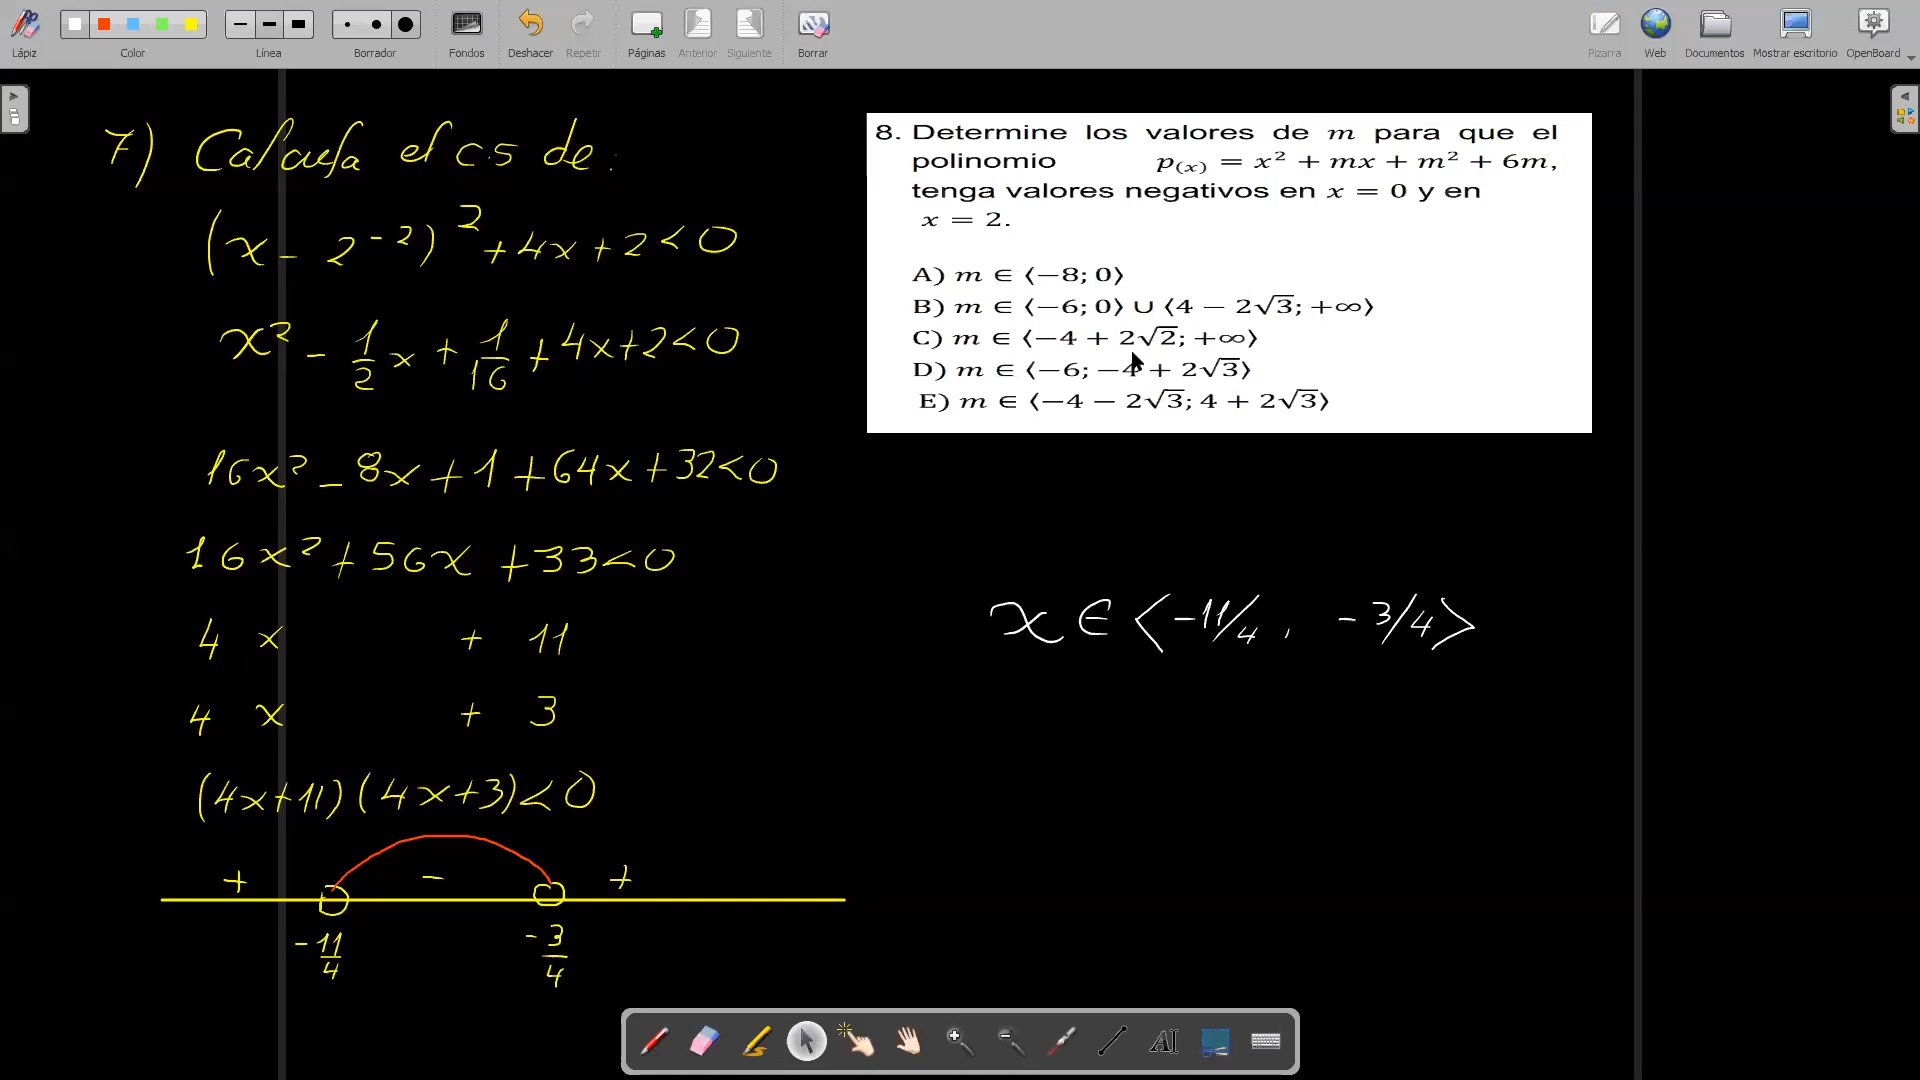 Lápiz Color Línea Borrador Fondos Deshacer Repetir Páginas Anterior Siguiente Borrar Pizarra Web Documentos Mostrar escritorio OpenBoard
7) Calcula el c.s de:
(x - 2⁻²)² + 4x + 2 < 0
x² - 1/2 x + 1/16 + 4x + 2 < 0
16x² - 8x + 1 + 64x + 32 < 0
16x² + 56x + 33 < 0
4 x + 11
4 x + 3
(4x+11)(4x+3) < 0
+ - +
-11/4 -3/4
8. Determine los valores de m para que el
polinomio p₍ₓ₎ = x² + mx + m² + 6m,
tenga valores negativos en x = 0 y en
x = 2.
A) m ∈ ⟨−8; 0⟩
B) m ∈ ⟨−6; 0⟩ ∪ ⟨4 − 2√3; +∞⟩
C) m ∈ ⟨−4 + 2√2; +∞⟩
D) m ∈ ⟨−6; −4 + 2√3⟩
E) m ∈ ⟨−4 − 2√3; 4 + 2√3⟩
x ∈ ⟨-11/4 , -3/4⟩
AI